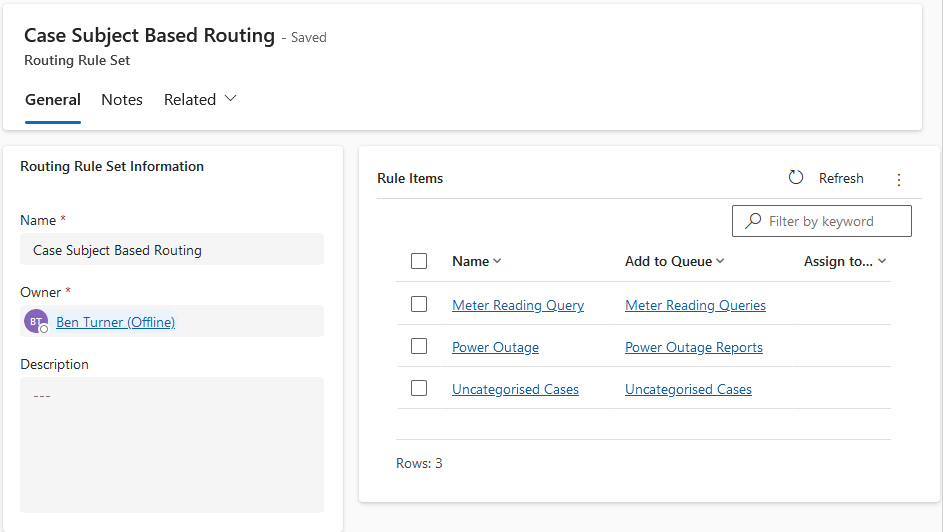 Case Subject Based Routing - Saved
Routing Rule Set
General Notes Related
Routing Rule Set Information
Name *
Case Subject Based Routing
Owner *
BT Ben Turner (Offline)
Description
---
Rule Items
Refresh
Filter by keyword
Name Add to Queue Assign to...
Meter Reading Query Meter Reading Queries
Power Outage Power Outage Reports
Uncategorised Cases Uncategorised Cases
Rows: 3